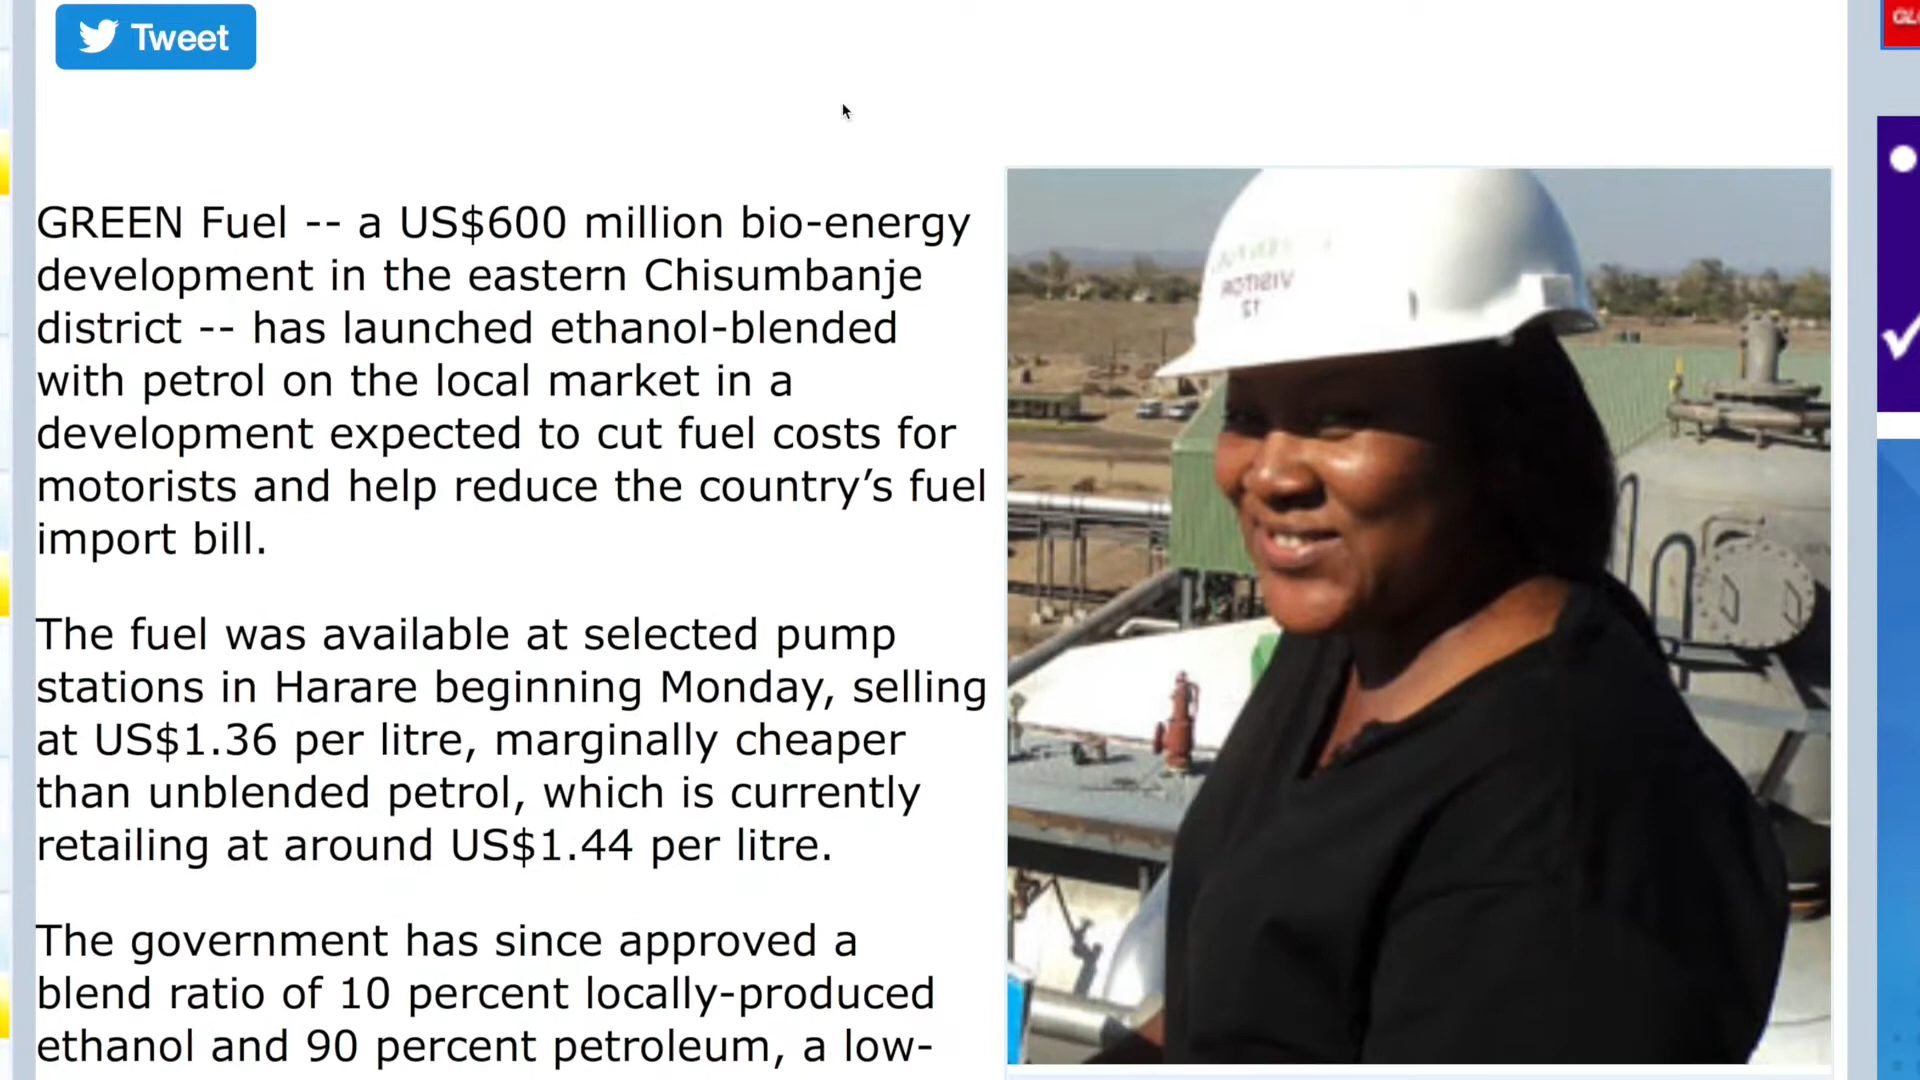 Tweet
GREEN Fuel -- a US$600 million bio-energy
development in the eastern Chisumbanje
district -- has launched ethanol-blended
with petrol on the local market in a
development expected to cut fuel costs for
motorists and help reduce the country’s fuel
import bill.
The fuel was available at selected pump
stations in Harare beginning Monday, selling
at US$1.36 per litre, marginally cheaper
than unblended petrol, which is currently
retailing at around US$1.44 per litre.
The government has since approved a
blend ratio of 10 percent locally-produced
ethanol and 90 percent petroleum, a low-
VISITOR
12